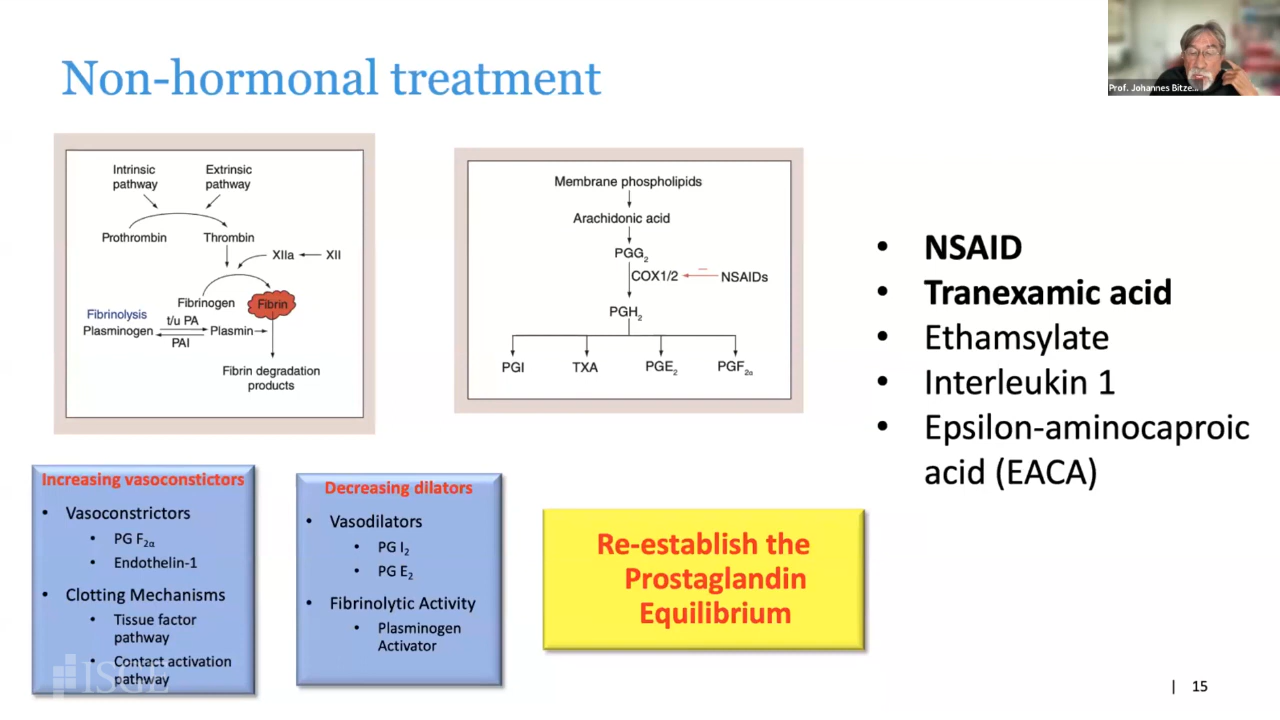 Non-hormonal treatment
Prof. Johannes Bitze...
Intrinsic
pathway
Extrinsic
pathway
Prothrombin
Thrombin
XIIa
XII
Fibrinogen
Fibrin
Fibrinolysis
Plasminogen
t/u PA
PAI
Plasmin
Fibrin degradation
products
Membrane phospholipids
Arachidonic acid
PGG2
COX1/2
–
NSAIDs
PGH2
PGI
TXA
PGE2
PGF2α
• NSAID
• Tranexamic acid
• Ethamsylate
• Interleukin 1
• Epsilon-aminocaproic
acid (EACA)
Increasing vasoconstictors
• Vasoconstrictors
• PG F2α
• Endothelin-1
• Clotting Mechanisms
• Tissue factor
pathway
• Contact activation
pathway
Decreasing dilators
• Vasodilators
• PG I2
• PG E2
• Fibrinolytic Activity
• Plasminogen
Activator
Re-establish the
Prostaglandin
Equilibrium
ISGE
| 15